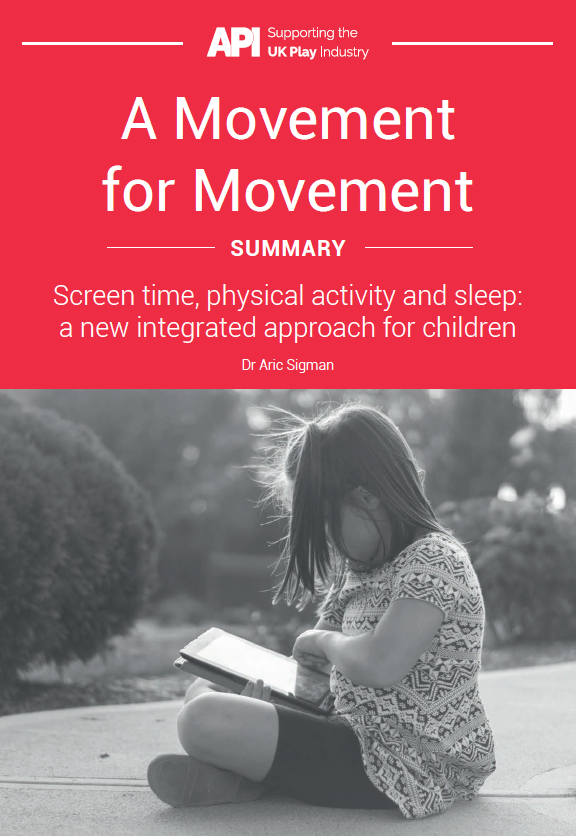 API Supporting the
UK Play Industry
A Movement
for Movement
SUMMARY
Screen time, physical activity and sleep:
a new integrated approach for children
Dr Aric Sigman